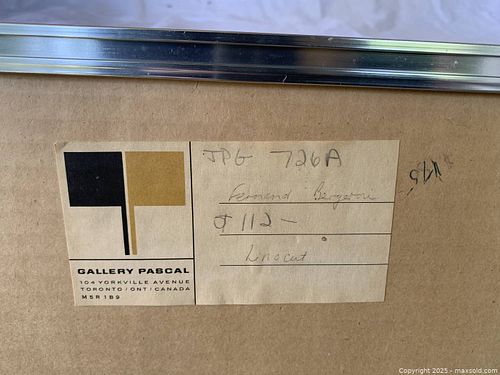 JPG 726A
Fernand Bergeron
$112-
Linocut
GALLERY PASCAL
104 YORKVILLE AVENUE
TORONTO / ONT / CANADA
M5R 1B9
Copyright 2025 - maxsold.com